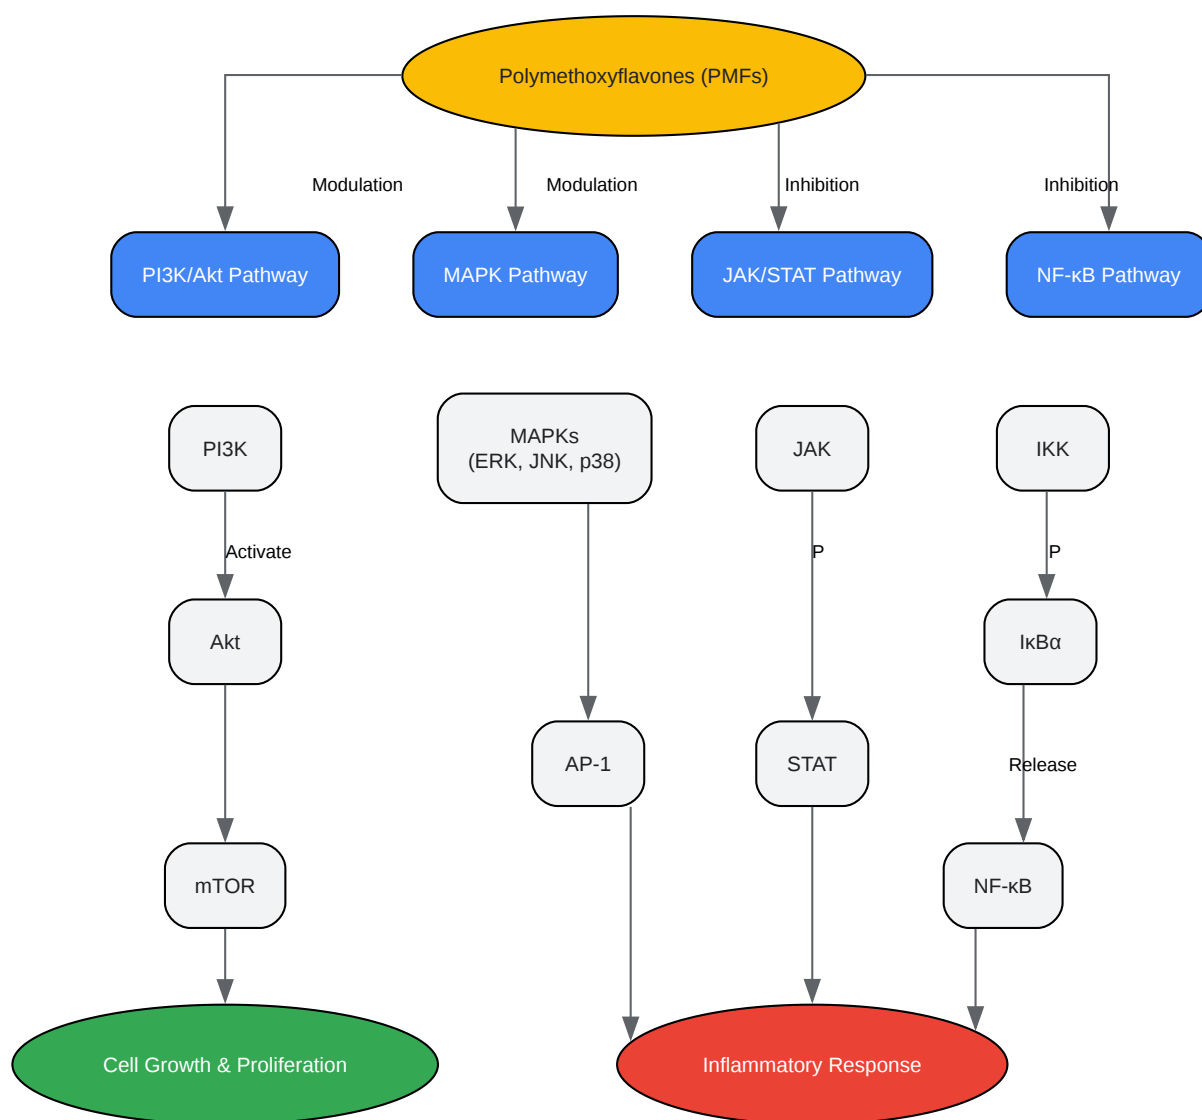 Polymethoxyflavones (PMFs)
Modulation
Modulation
Inhibition
Inhibition
PI3K/Akt Pathway
MAPK Pathway
JAK/STAT Pathway
NF-κB Pathway
PI3K
MAPKs
(ERK, JNK, p38)
JAK
IKK
Activate
P
P
Akt
IκBα
AP-1
STAT
Release
mTOR
NF-κB
Cell Growth & Proliferation
Inflammatory Response